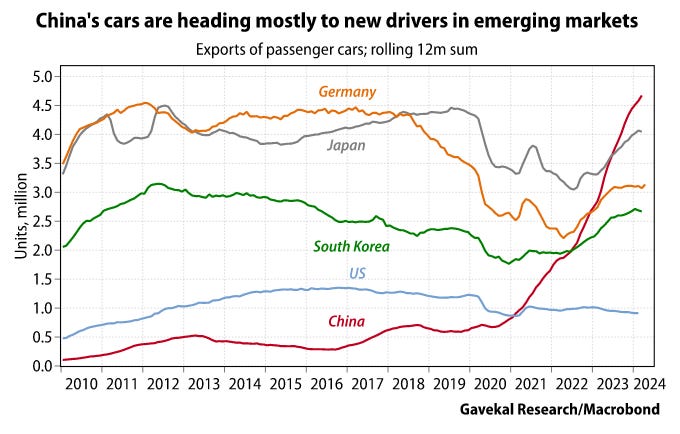 China's cars are heading mostly to new drivers in emerging markets
Exports of passenger cars; rolling 12m sum
Units, million
5.0
4.5
4.0
3.5
3.0
2.5
2.0
1.5
1.0
0.5
0.0
Germany
Japan
South Korea
US
China
2010 2011 2012 2013 2014 2015 2016 2017 2018 2019 2020 2021 2022 2023 2024
Gavekal Research/Macrobond